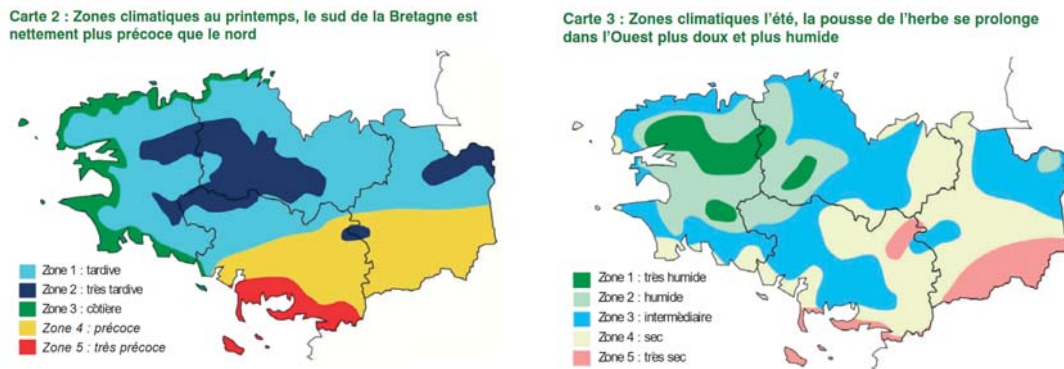 Carte 2 : Zones climatiques au printemps, le sud de la Bretagne est
nettement plus précoce que le nord
Zone 1 : tardive
Zone 2 : très tardive
Zone 3 : côtière
Zone 4 : précoce
Zone 5 : très précoce
Carte 3 : Zones climatiques l'été, la pousse de l'herbe se prolonge
dans l'Ouest plus doux et plus humide
Zone 1 : très humide
Zone 2 : humide
Zone 3 : intermèdiaire
Zone 4 : sec
Zone 5 : très sec